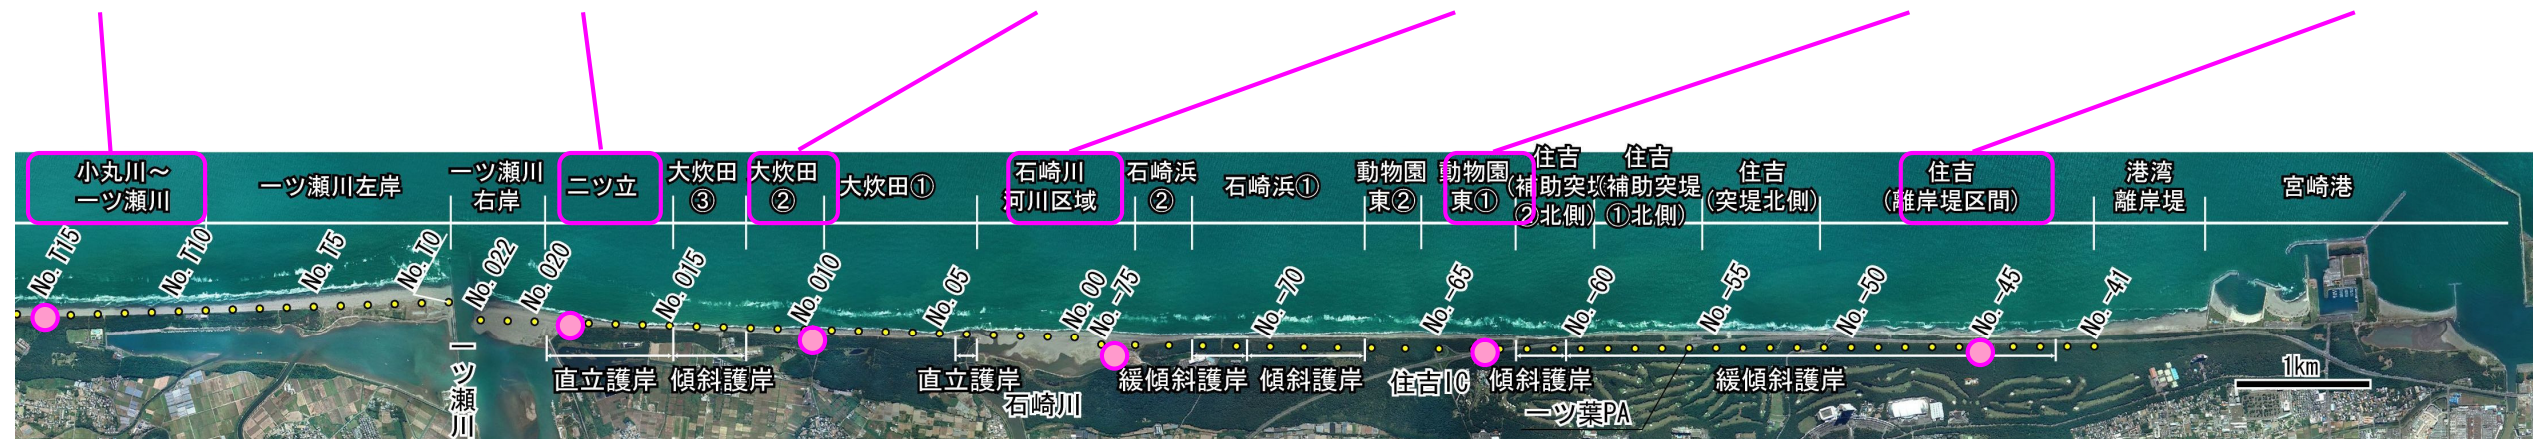 小丸川～
一ツ瀬川
一ツ瀬川左岸
一ツ瀬川
右岸
二ツ立
大炊田
③
大炊田
②
大炊田①
石崎川
河川区域
石崎浜
②
石崎浜①
動物園
東②
動物園
東①
住吉
(補助突堤
②北側)
住吉
(補助突堤
①北側)
住吉
(突堤北側)
住吉
(離岸堤区間)
港湾
離岸堤
宮崎港
No. T15
No. T10
No. T5
No. T0
No. 022
No. 020
No. 015
No. 010
No. 05
No. 00
No. -75
No. -70
No. -65
No. -60
No. -55
No. -50
No. -45
No. -41
一ツ瀬川
直立護岸
傾斜護岸
直立護岸
石崎川
緩傾斜護岸
傾斜護岸
住吉IC
傾斜護岸
一ツ葉PA
緩傾斜護岸
1km